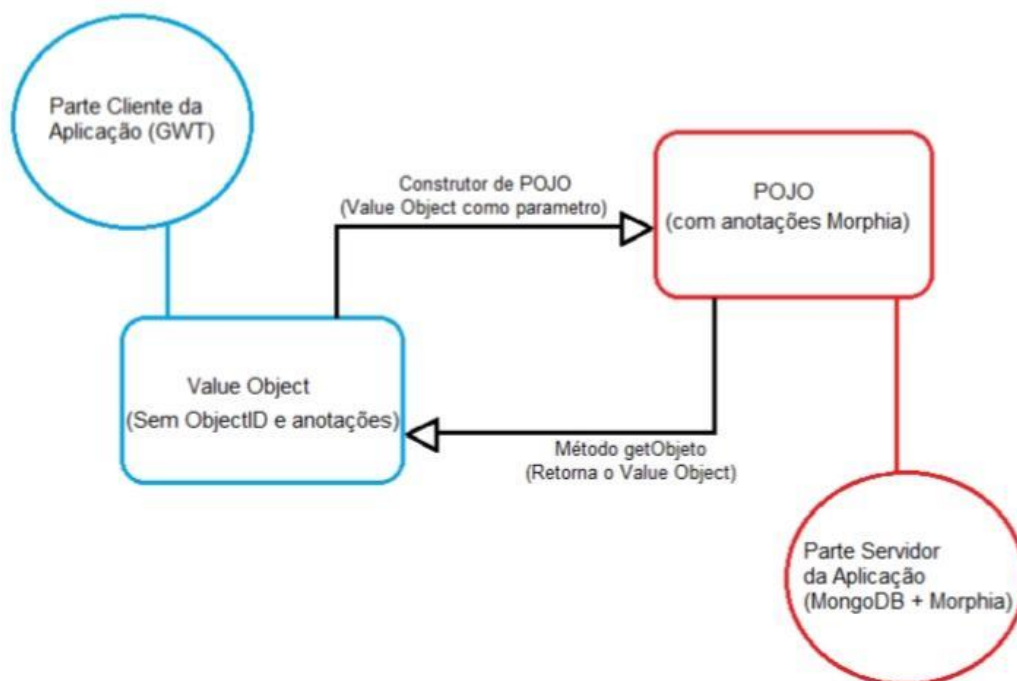 Parte Cliente da
Aplicação (GWT)
Construtor de POJO
(Value Object como parametro)
POJO
(com anotações Morphia)
Value Object
(Sem ObjectID e anotações)
Método getObjeto
(Retorna o Value Object)
Parte Servidor
da Aplicação
(MongoDB + Morphia)